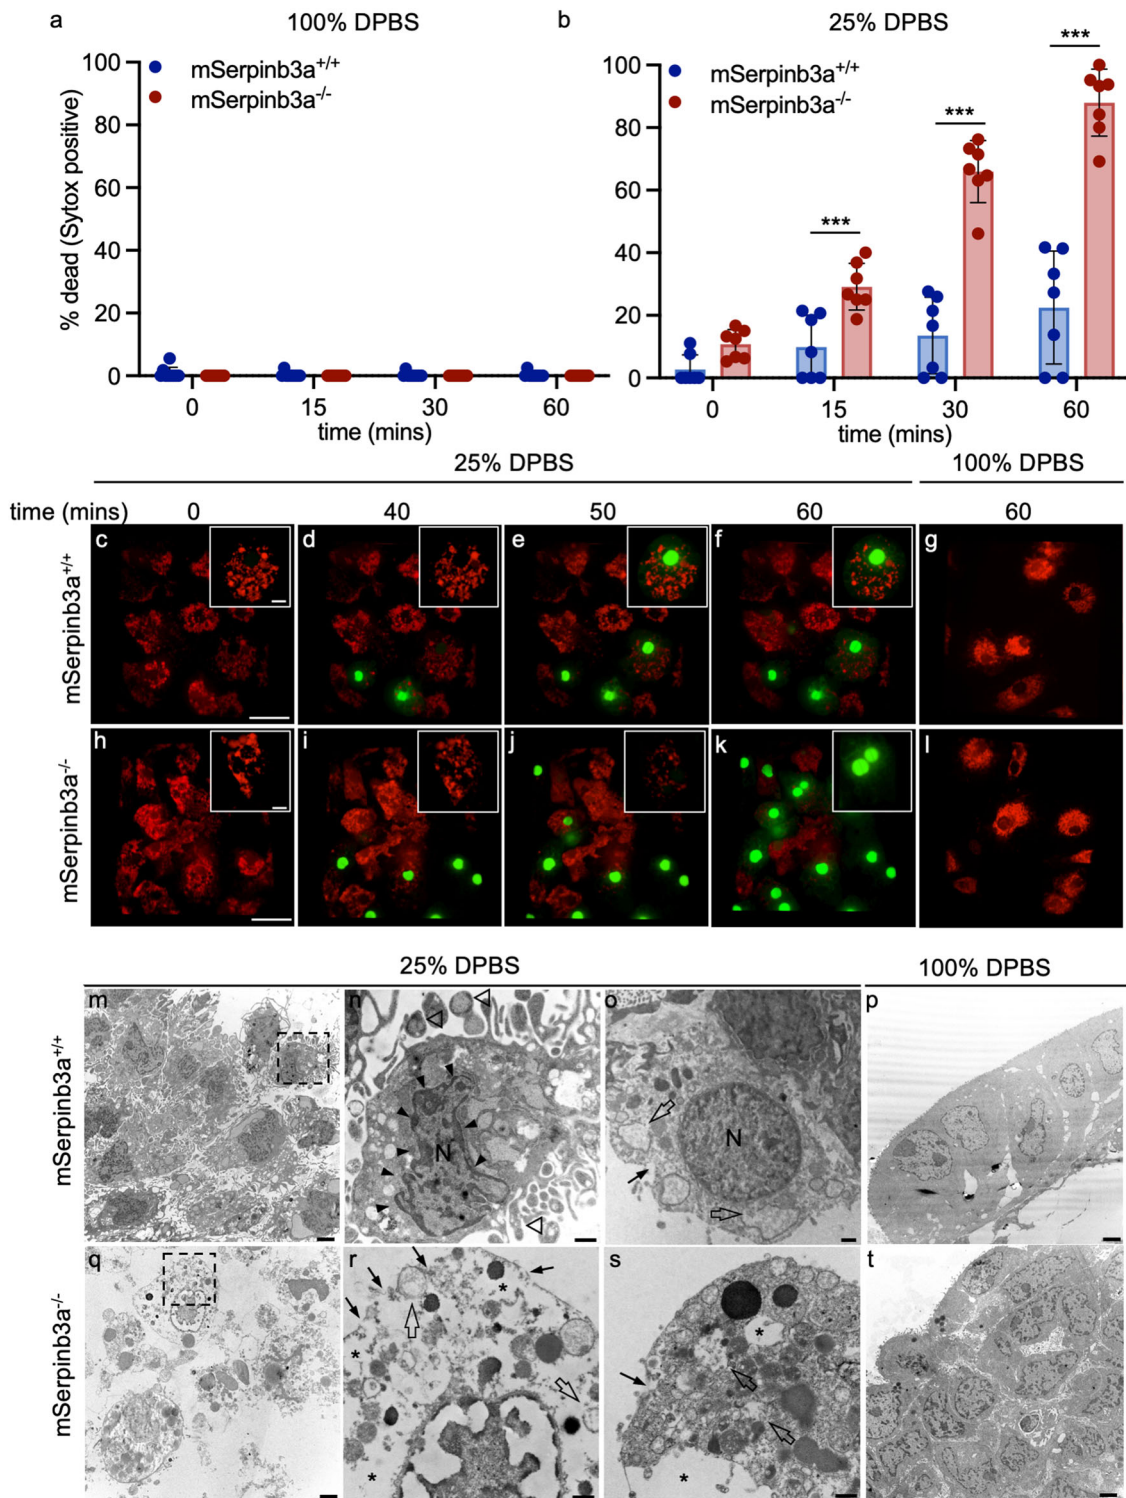 a 100% DPBS
mSerpinb3a+/+
mSerpinb3a-/-
% dead (Sytox positive)
100
80
60
40
20
0
0 15 30 60
time (mins)
b 25% DPBS
mSerpinb3a+/+
mSerpinb3a-/-
***
***
***
100
80
60
40
20
0
0 15 30 60
time (mins)
25% DPBS 100% DPBS
time (mins) 0 40 50 60 60
mSerpinb3a+/+
c d e f g
mSerpinb3a-/-
h i j k l
25% DPBS 100% DPBS
mSerpinb3a+/+
m n o p
N N
mSerpinb3a-/-
q r s t
* * * * *